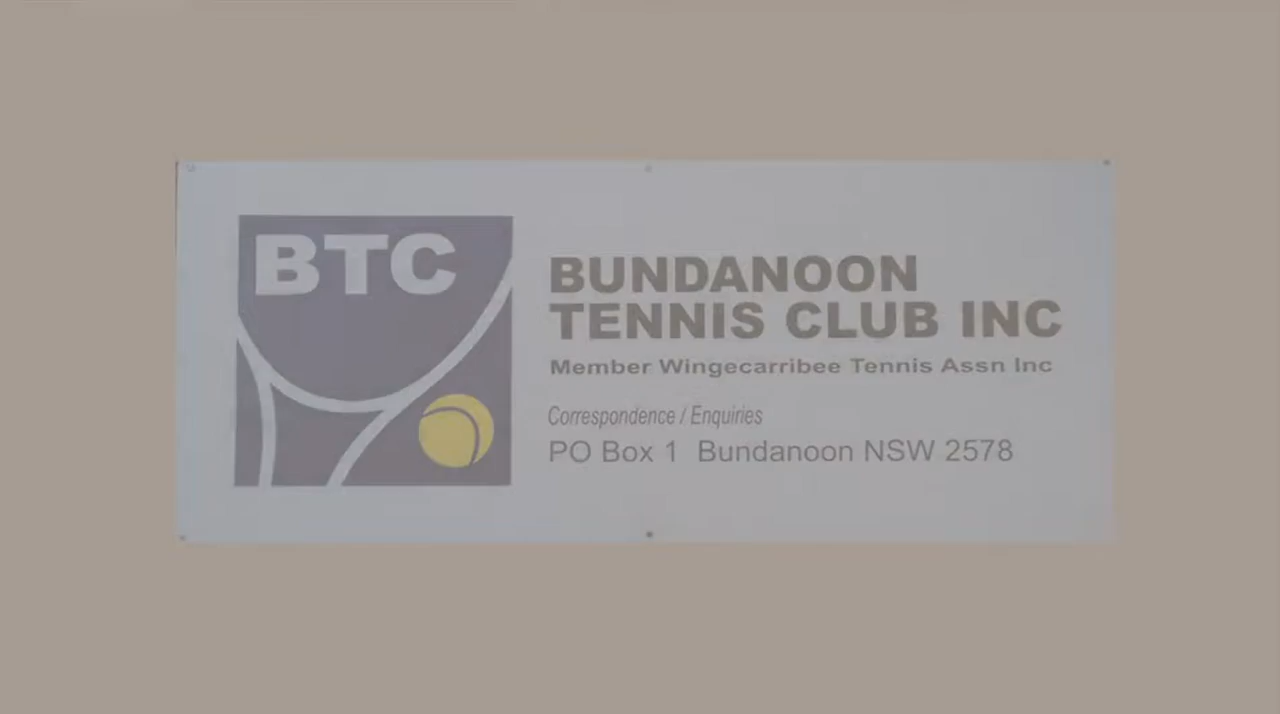 BTC
BUNDANOON
TENNIS CLUB INC
Member Wingecarribee Tennis Assn Inc
Correspondence / Enquiries
PO Box 1 Bundanoon NSW 2578